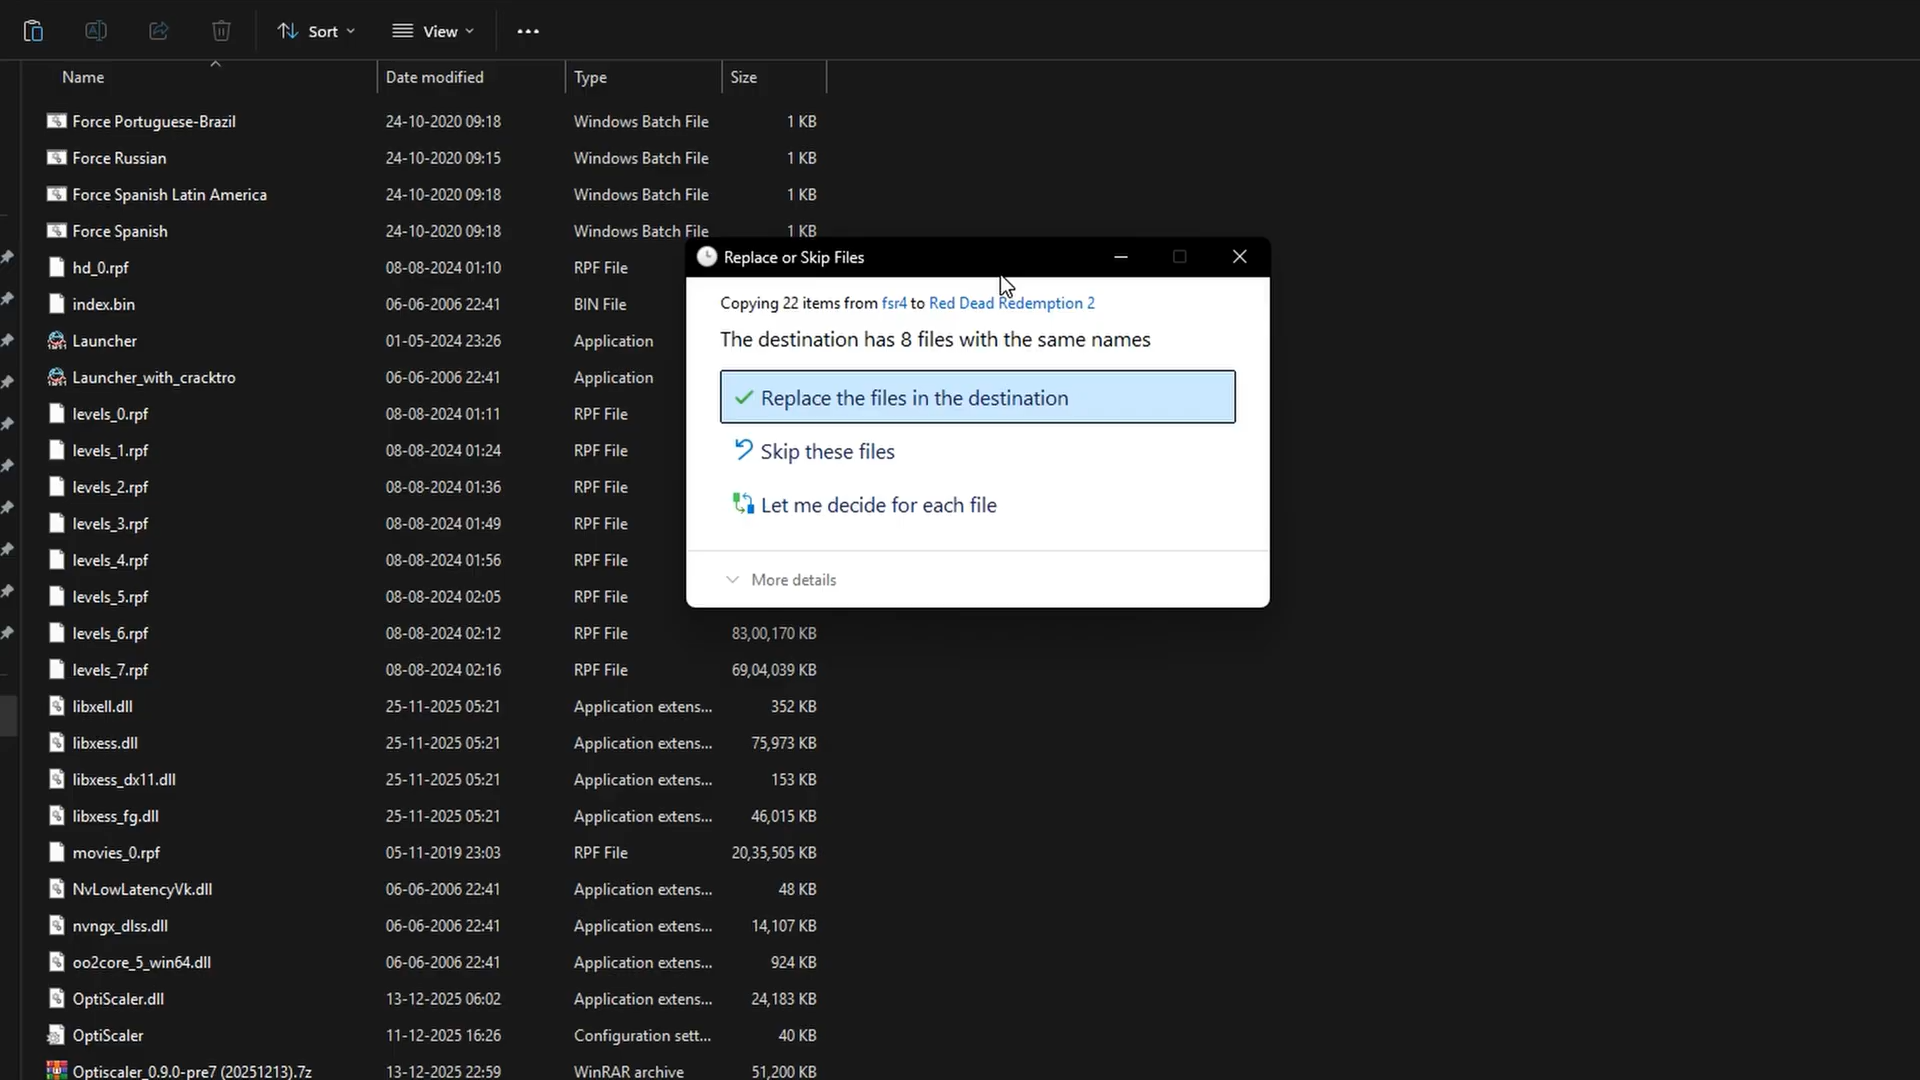 Sort View
Name Date modified Type Size
Force Portuguese-Brazil 24-10-2020 09:18 Windows Batch File 1 KB
Force Russian 24-10-2020 09:15 Windows Batch File 1 KB
Force Spanish Latin America 24-10-2020 09:18 Windows Batch File 1 KB
Force Spanish 24-10-2020 09:18 Windows Batch File 1 KB
hd_0.rpf 08-08-2024 01:10 RPF File
index.bin 06-06-2006 22:41 BIN File
Launcher 01-05-2024 23:26 Application
Launcher_with_cracktro 06-06-2006 22:41 Application
levels_0.rpf 08-08-2024 01:11 RPF File
levels_1.rpf 08-08-2024 01:24 RPF File
levels_2.rpf 08-08-2024 01:36 RPF File
levels_3.rpf 08-08-2024 01:49 RPF File
levels_4.rpf 08-08-2024 01:56 RPF File
levels_5.rpf 08-08-2024 02:05 RPF File
levels_6.rpf 08-08-2024 02:12 RPF File 83,00,170 KB
levels_7.rpf 08-08-2024 02:16 RPF File 69,04,039 KB
libxell.dll 25-11-2025 05:21 Application extens... 352 KB
libxess.dll 25-11-2025 05:21 Application extens... 75,973 KB
libxess_dx11.dll 25-11-2025 05:21 Application extens... 153 KB
libxess_fg.dll 25-11-2025 05:21 Application extens... 46,015 KB
movies_0.rpf 05-11-2019 23:03 RPF File 20,35,505 KB
NvLowLatencyVk.dll 06-06-2006 22:41 Application extens... 48 KB
nvngx_dlss.dll 06-06-2006 22:41 Application extens... 14,107 KB
oo2core_5_win64.dll 06-06-2006 22:41 Application extens... 924 KB
OptiScaler.dll 13-12-2025 06:02 Application extens... 24,183 KB
OptiScaler 11-12-2025 16:26 Configuration sett... 40 KB
Optiscaler_0.9.0-pre7 (20251213).7z 13-12-2025 22:59 WinRAR archive 51,200 KB
Replace or Skip Files
Copying 22 items from fsr4 to Red Dead Redemption 2
The destination has 8 files with the same names
Replace the files in the destination
Skip these files
Let me decide for each file
More details